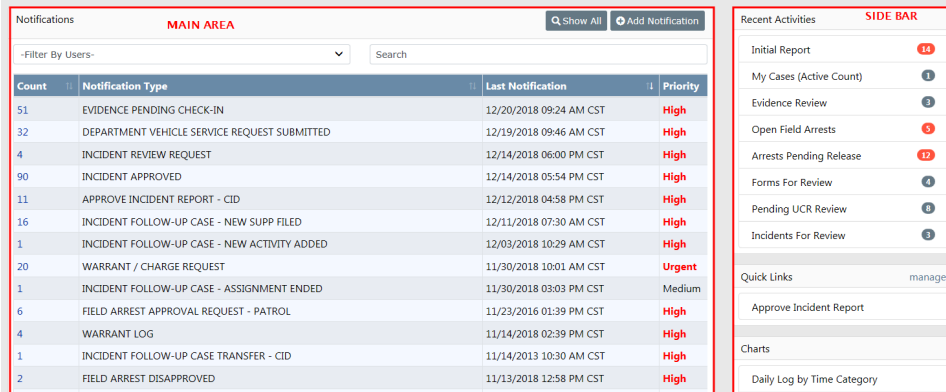 Notifications
MAIN AREA
Show All
Add Notification
-Filter By Users-
Search
Count Notification Type Last Notification Priority
51 EVIDENCE PENDING CHECK-IN 12/20/2018 09:24 AM CST High
32 DEPARTMENT VEHICLE SERVICE REQUEST SUBMITTED 12/19/2018 09:46 AM CST High
4 INCIDENT REVIEW REQUEST 12/14/2018 06:00 PM CST High
90 INCIDENT APPROVED 12/14/2018 05:54 PM CST High
11 APPROVE INCIDENT REPORT - CID 12/12/2018 04:58 PM CST High
16 INCIDENT FOLLOW-UP CASE - NEW SUPP FILED 12/11/2018 07:30 AM CST High
1 INCIDENT FOLLOW-UP CASE - NEW ACTIVITY ADDED 12/03/2018 10:29 AM CST High
20 WARRANT / CHARGE REQUEST 11/30/2018 10:01 AM CST Urgent
1 INCIDENT FOLLOW-UP CASE - ASSIGNMENT ENDED 11/30/2018 03:03 PM CST Medium
6 FIELD ARREST APPROVAL REQUEST - PATROL 11/23/2016 01:39 PM CST High
4 WARRANT LOG 11/14/2018 02:39 PM CST High
1 INCIDENT FOLLOW-UP CASE TRANSFER - CID 11/14/2013 10:30 AM CST High
2 FIELD ARREST DISAPPROVED 11/13/2018 12:58 PM CST High
Recent Activities
SIDE BAR
Initial Report 14
My Cases (Active Count) 1
Evidence Review 3
Open Field Arrests 5
Arrests Pending Release 12
Forms For Review 4
Pending UCR Review 8
Incidents For Review 3
Quick Links manage
Approve Incident Report
Charts
Daily Log by Time Category